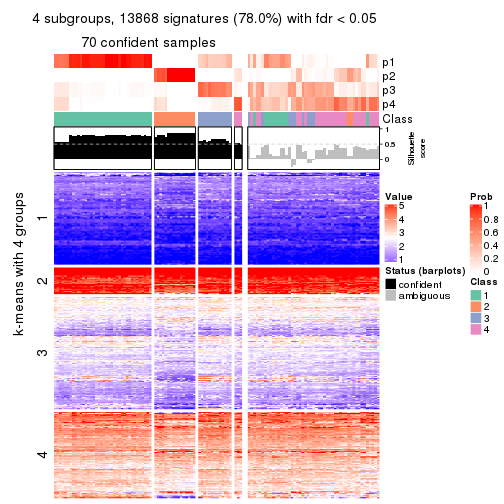 4 subgroups, 13868 signatures (78.0%) with fdr < 0.05
70 confident samples
p1
p2
p3
p4
Class
1
0.5
0
Silhouette
score
k-means with 4 groups
1
2
3
4
Value
5
4
3
2
1
Status (barplots)
confident
ambiguous
Prob
1
0.8
0.6
0.4
0.2
0
Class
1
2
3
4